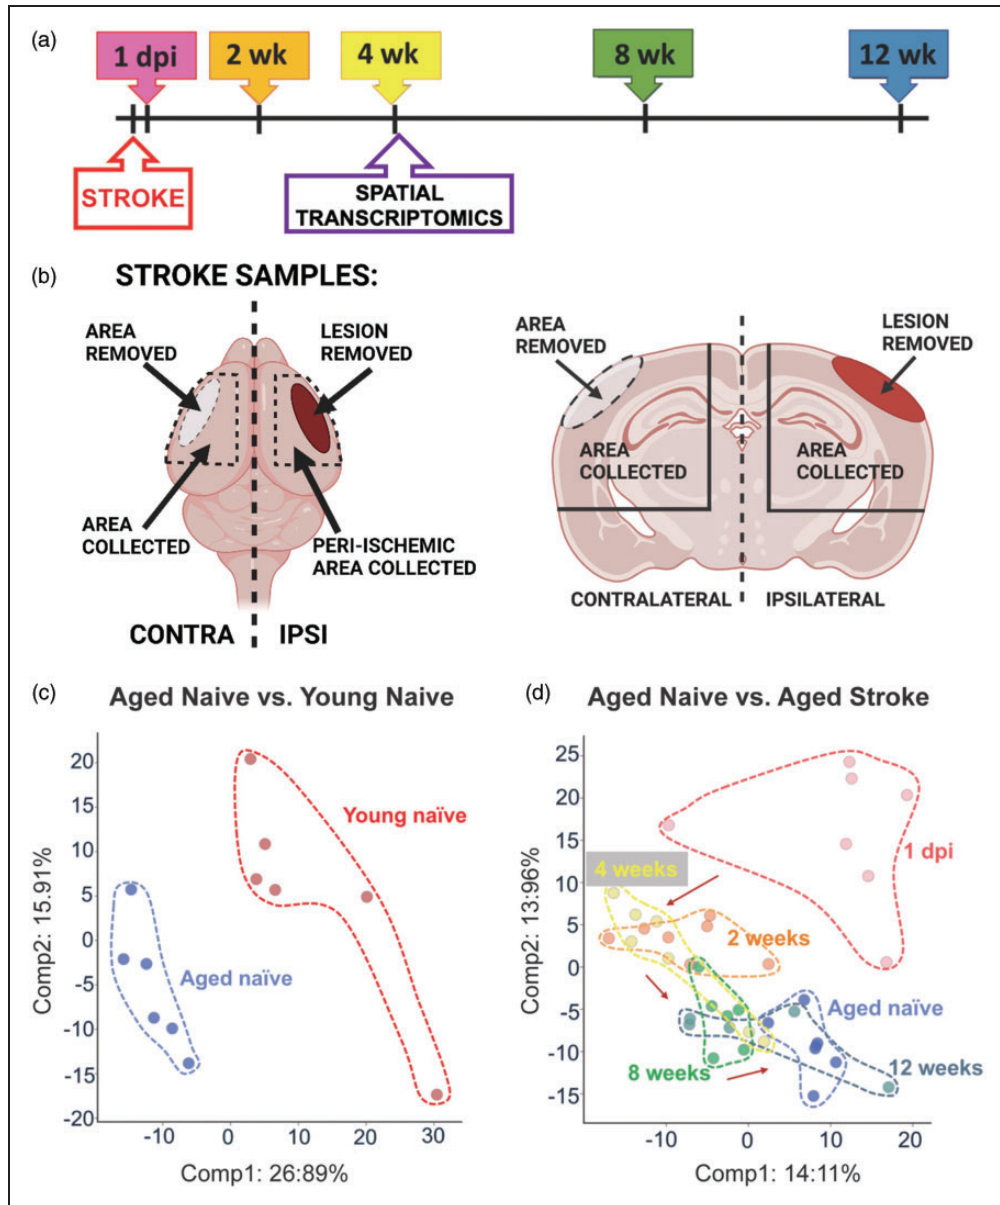 (a)
1 dpi
2 wk
4 wk
8 wk
12 wk
STROKE
SPATIAL
TRANSCRIPTOMICS
(b)
STROKE SAMPLES:
AREA
REMOVED
LESION
REMOVED
AREA
COLLECTED
PERI-ISCHEMIC
AREA COLLECTED
CONTRA
IPSI
AREA
REMOVED
LESION
REMOVED
AREA
COLLECTED
AREA
COLLECTED
CONTRALATERAL
IPSILATERAL
(c)
Aged Naive vs. Young Naive
20
15
10
5
0
-5
-10
-15
-20
Comp2: 15.91%
Young naïve
Aged naïve
-10
0
10
20
30
Comp1: 26:89%
(d)
Aged Naive vs. Aged Stroke
25
20
15
10
5
0
-5
-10
-15
Comp2: 13:96%
1 dpi
4 weeks
2 weeks
Aged naïve
8 weeks
12 weeks
-10
0
10
20
Comp1: 14:11%